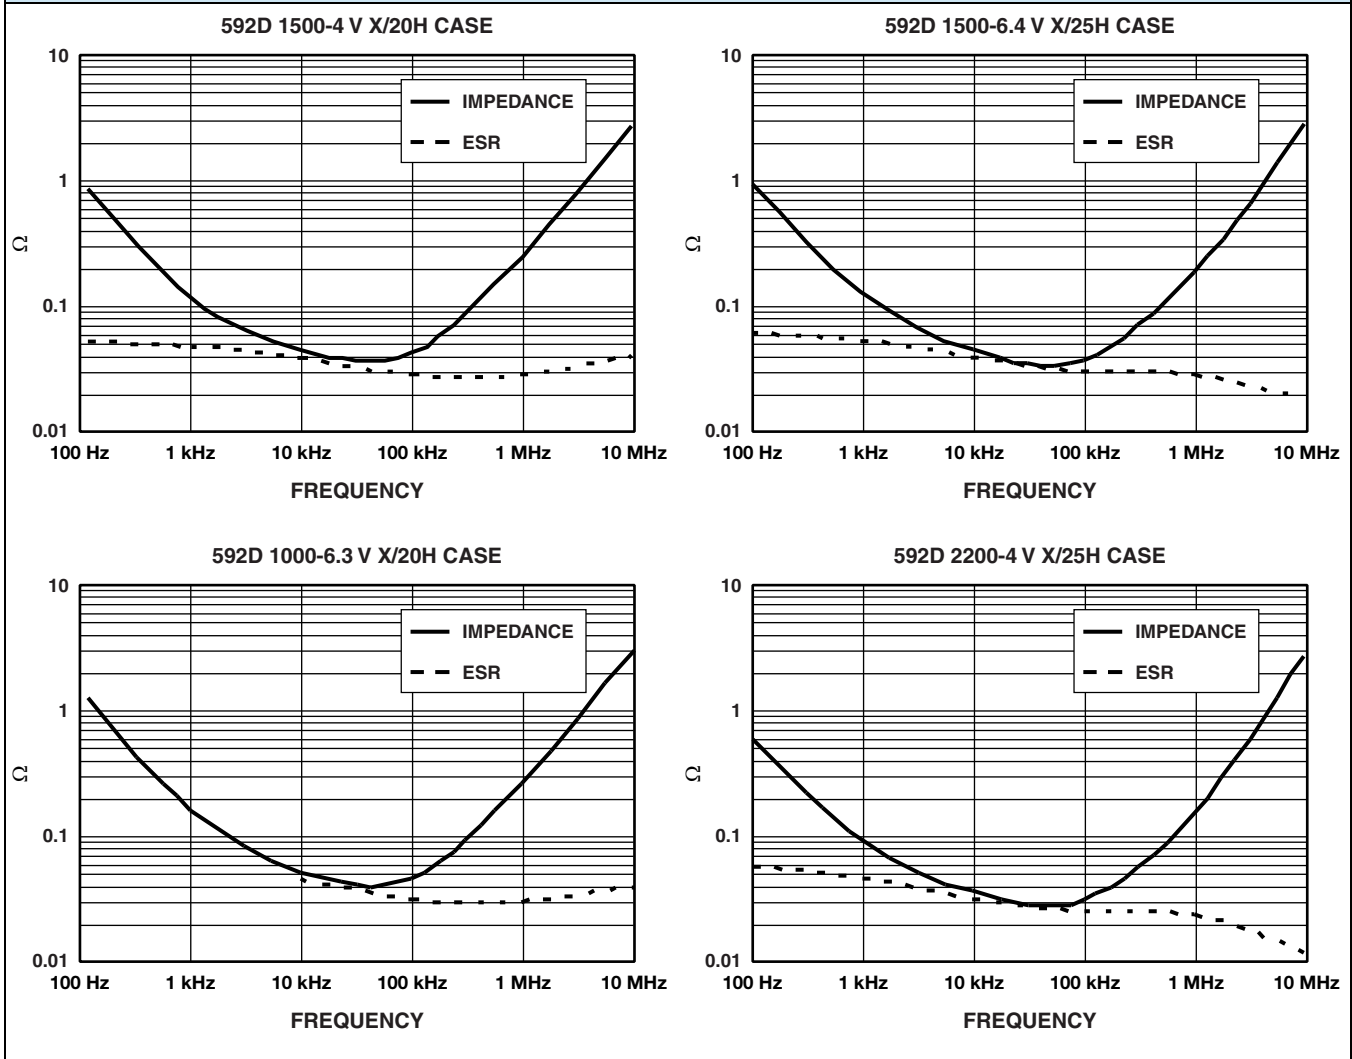 592D 1500-4 V X/20H CASE
10
1
0.1
0.01
Ω
IMPEDANCE
ESR
100 Hz 1 kHz 10 kHz 100 kHz 1 MHz 10 MHz
FREQUENCY
592D 1500-6.4 V X/25H CASE
10
1
0.1
0.01
Ω
IMPEDANCE
ESR
100 Hz 1 kHz 10 kHz 100 kHz 1 MHz 10 MHz
FREQUENCY
592D 1000-6.3 V X/20H CASE
10
1
0.1
0.01
Ω
IMPEDANCE
ESR
100 Hz 1 kHz 10 kHz 100 kHz 1 MHz 10 MHz
FREQUENCY
592D 2200-4 V X/25H CASE
10
1
0.1
0.01
Ω
IMPEDANCE
ESR
100 Hz 1 kHz 10 kHz 100 kHz 1 MHz 10 MHz
FREQUENCY